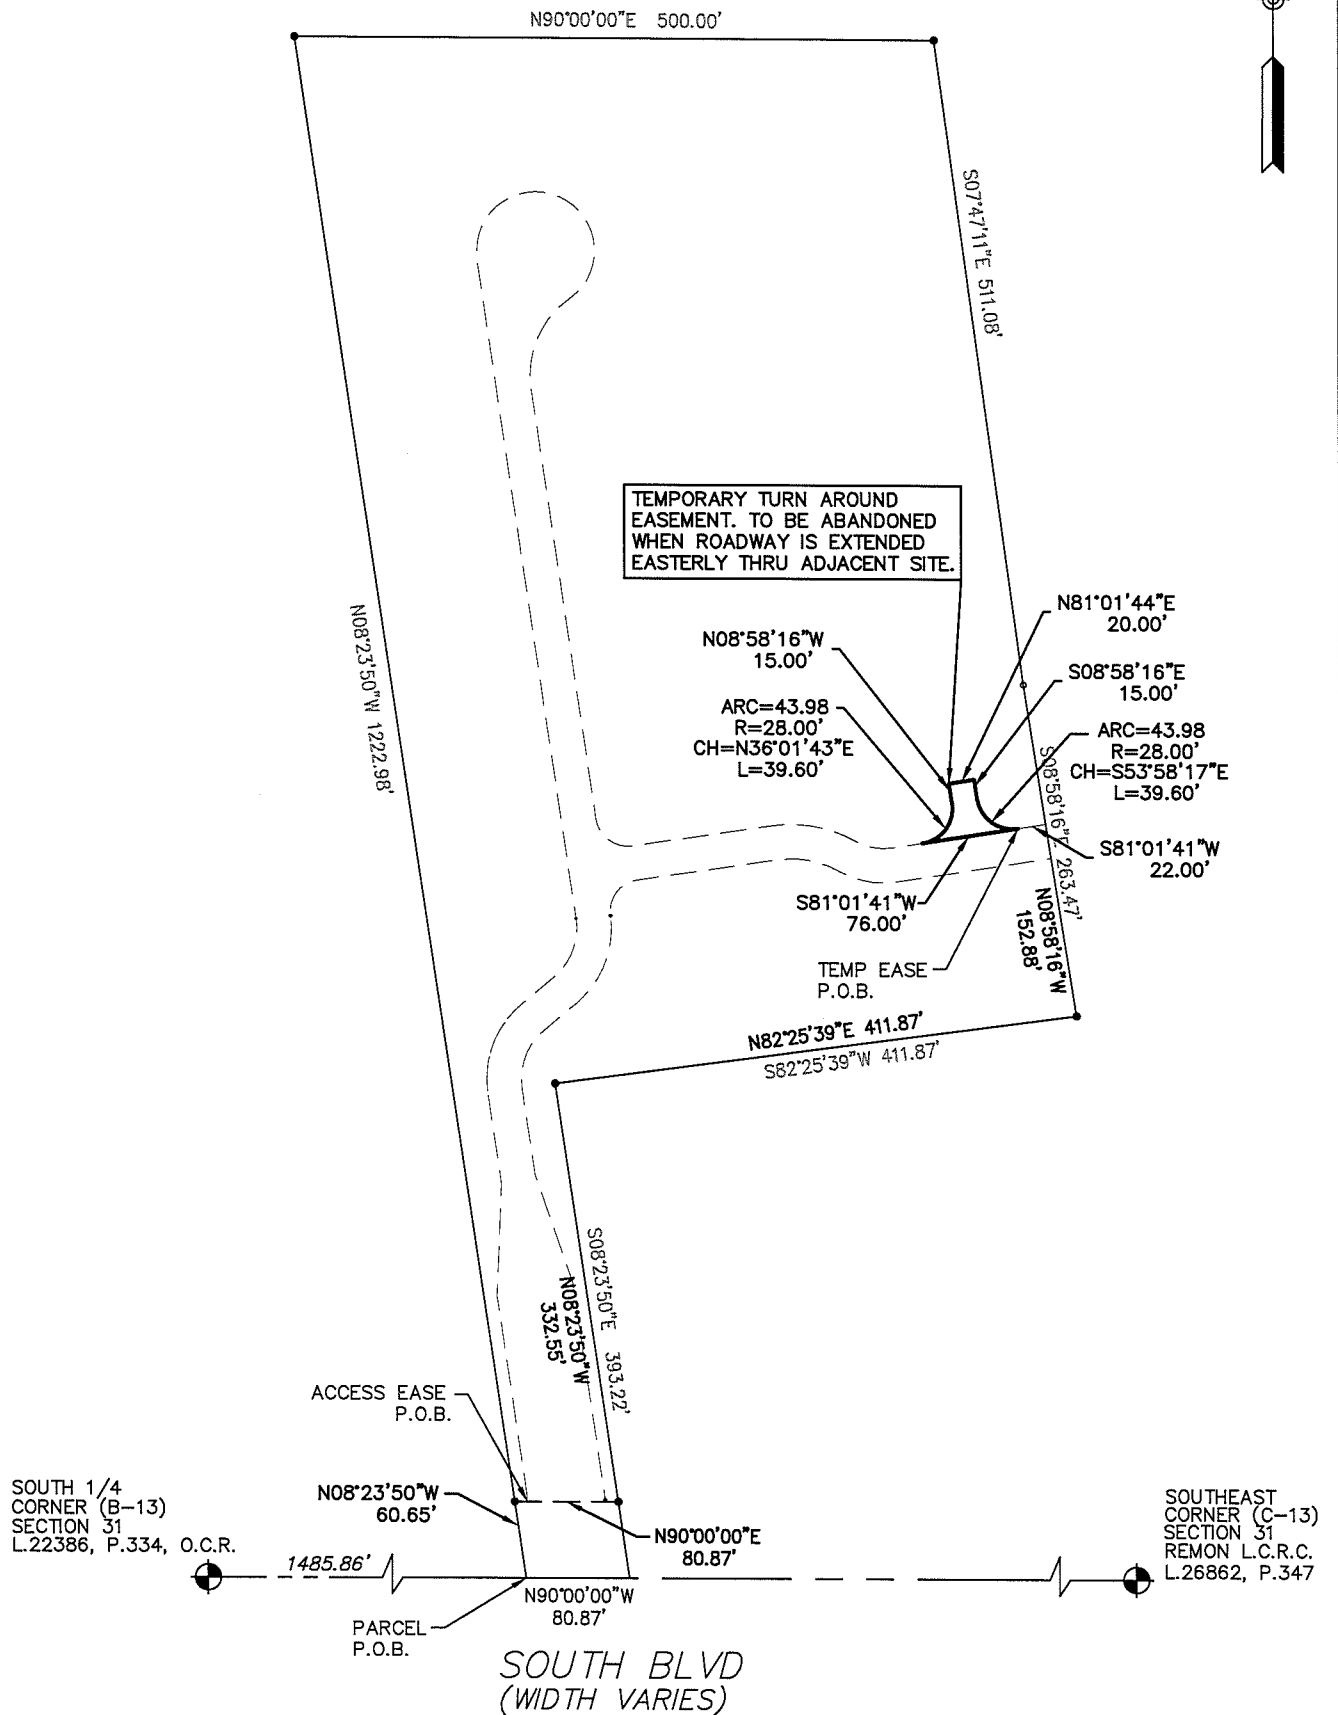 N90°00'00"E 500.00'
S07°47'11"E 511.08'
TEMPORARY TURN AROUND
EASEMENT. TO BE ABANDONED
WHEN ROADWAY IS EXTENDED
EASTERLY THRU ADJACENT SITE.
N08°23'50"W 1222.98'
N81°01'44"E
20.00'
N08°58'16"W
15.00'
S08°58'16"E
15.00'
ARC=43.98
R=28.00'
CH=N36°01'43"E
L=39.60'
ARC=43.98
R=28.00'
CH=S53°58'17"E
L=39.60'
S08°58'16"E 263.47'
S81°01'41"W
22.00'
S81°01'41"W
76.00'
N08°58'16"W
152.88'
TEMP EASE
P.O.B.
N82°25'39"E 411.87'
S82°25'39"W 411.87'
S08°23'50"E 393.22'
N08°23'50"W
332.55'
ACCESS EASE
P.O.B.
SOUTH 1/4
CORNER (B-13)
SECTION 31
L.22386, P.334, O.C.R.
N08°23'50"W
60.65'
N90°00'00"E
80.87'
SOUTHEAST
CORNER (C-13)
SECTION 31
REMON L.C.R.C.
L.26862, P.347
1485.86'
N90°00'00"W
80.87'
PARCEL
P.O.B.
SOUTH BLVD
(WIDTH VARIES)